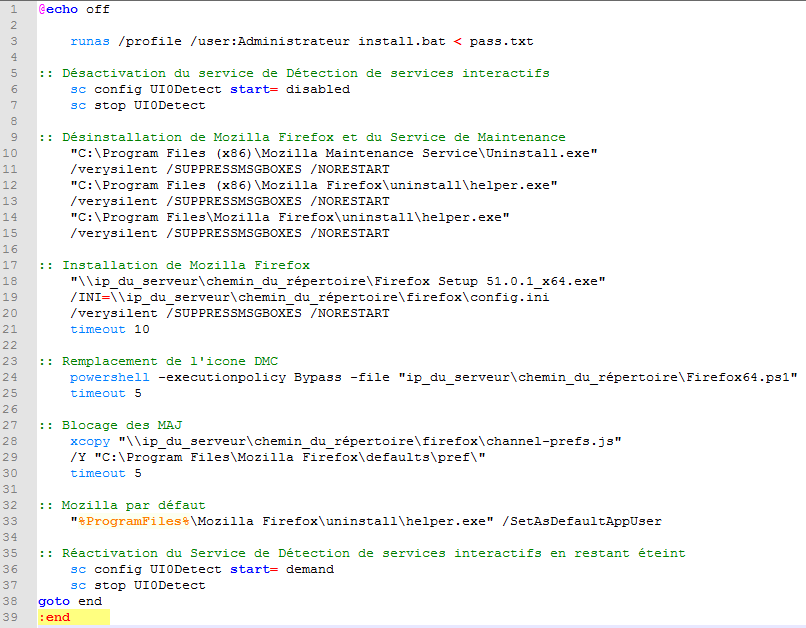 1 @echo off
2
3 runas /profile /user:Administrateur install.bat < pass.txt
4
5 :: Désactivation du service de Détection de services interactifs
6 sc config UI0Detect start= disabled
7 sc stop UI0Detect
8
9 :: Désinstallation de Mozilla Firefox et du Service de Maintenance
10 "C:\Program Files (x86)\Mozilla Maintenance Service\Uninstall.exe"
11 /verysilent /SUPPRESSMSGBOXES /NORESTART
12 "C:\Program Files (x86)\Mozilla Firefox\uninstall\helper.exe"
13 /verysilent /SUPPRESSMSGBOXES /NORESTART
14 "C:\Program Files\Mozilla Firefox\uninstall\helper.exe"
15 /verysilent /SUPPRESSMSGBOXES /NORESTART
16
17 :: Installation de Mozilla Firefox
18 "\\ip_du_serveur\chemin_du_répertoire\Firefox Setup 51.0.1_x64.exe"
19 /INI=\\ip_du_serveur\chemin_du_répertoire\firefox\config.ini
20 /verysilent /SUPPRESSMSGBOXES /NORESTART
21 timeout 10
22
23 :: Remplacement de l'icone DMC
24 powershell -executionpolicy Bypass -file "ip_du_serveur\chemin_du_répertoire\Firefox64.ps1"
25 timeout 5
26
27 :: Blocage des MAJ
28 xcopy "\\ip_du_serveur\chemin_du_répertoire\firefox\channel-prefs.js"
29 /Y "C:\Program Files\Mozilla Firefox\defaults\pref\"
30 timeout 5
31
32 :: Mozilla par défaut
33 "%ProgramFiles%\Mozilla Firefox\uninstall\helper.exe" /SetAsDefaultAppUser
34
35 :: Réactivation du Service de Détection de services interactifs en restant éteint
36 sc config UI0Detect start= demand
37 sc stop UI0Detect
38 goto end
39 :end